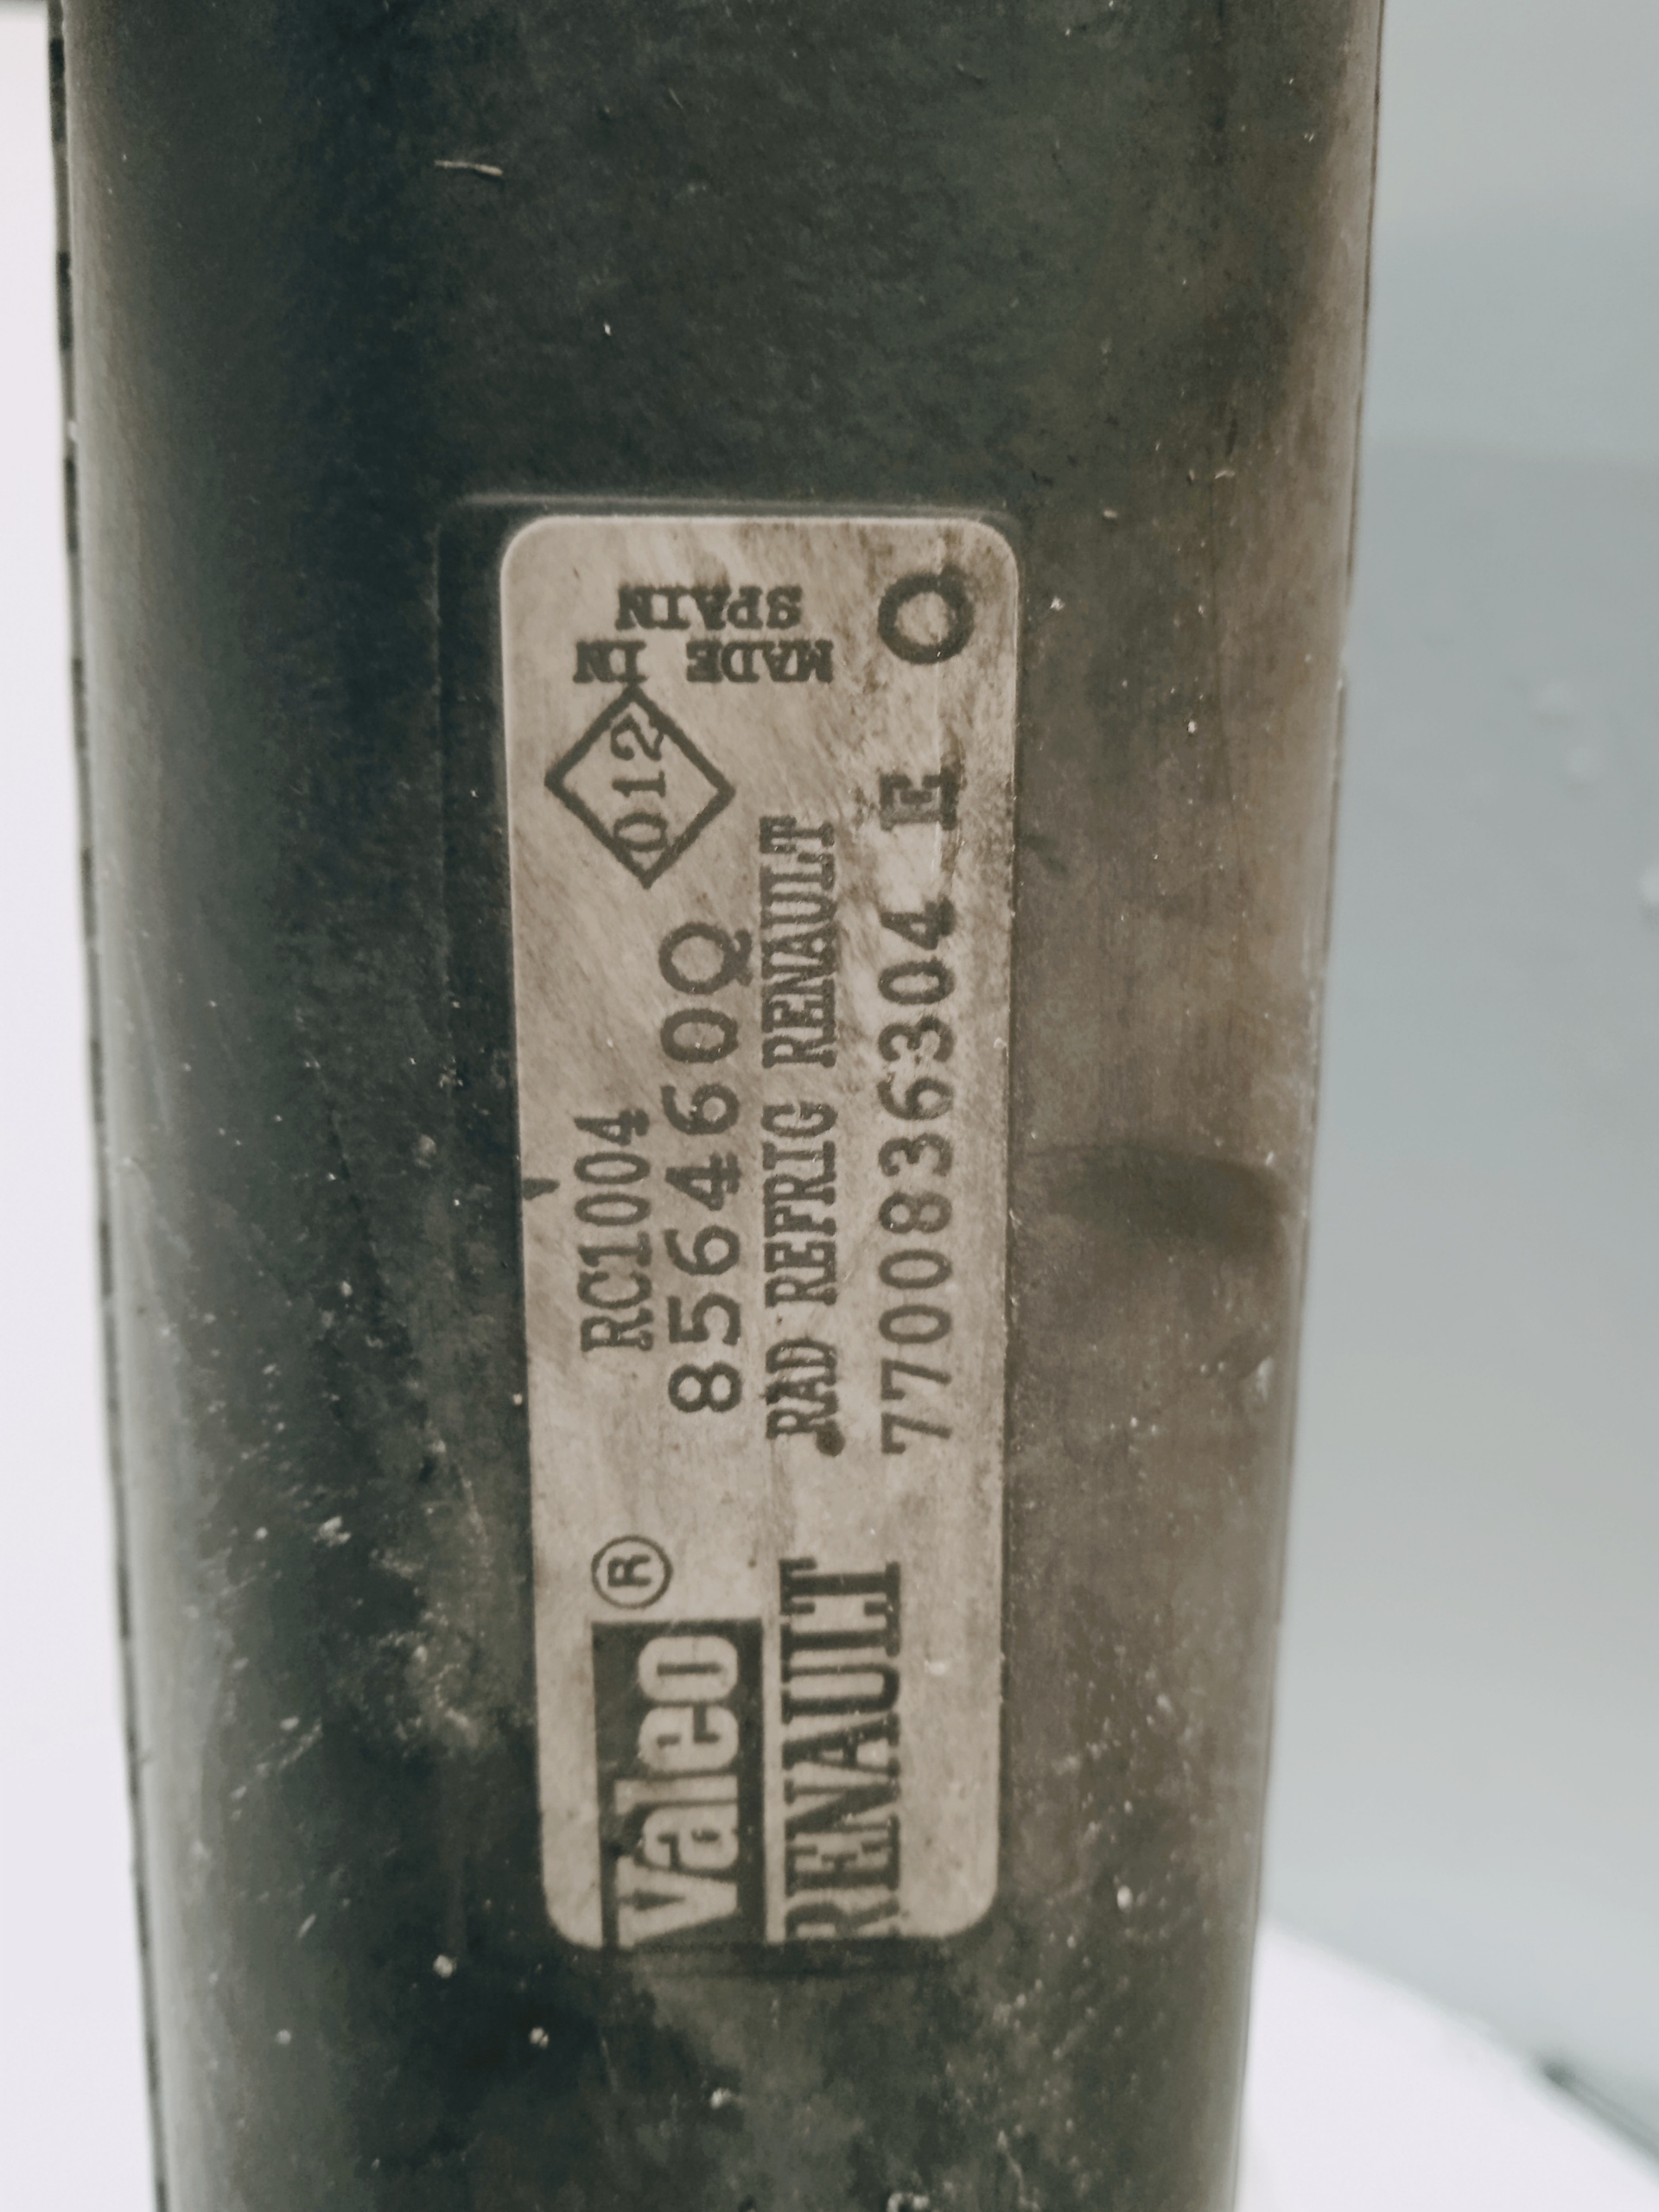 Valeo ®
RENAULT
RC1004
856460Q
RAD REFRIG RENAULT
7700836304 E O
012
MADE IN
SPAIN